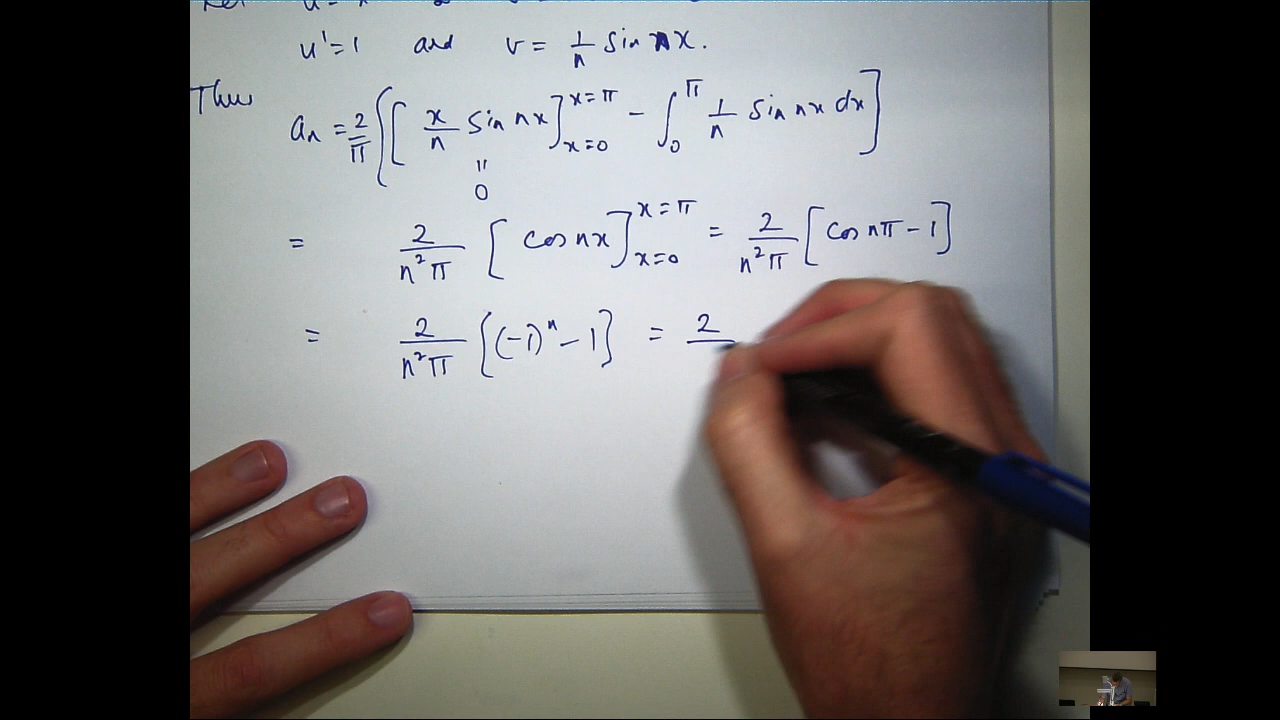 u' = 1 and v = 1/n sin nx.
Thus
a_n = 2/π { [ x/n sin nx ]_{x=0}^{x=π} - ∫_0^π 1/n sin nx dx ]
"
0
= 2/(n²π) [ cos nx ]_{x=0}^{x=π} = 2/(n²π) [ cos nπ - 1 ]
= 2/(n²π) { (-1)^n - 1 ] = 2